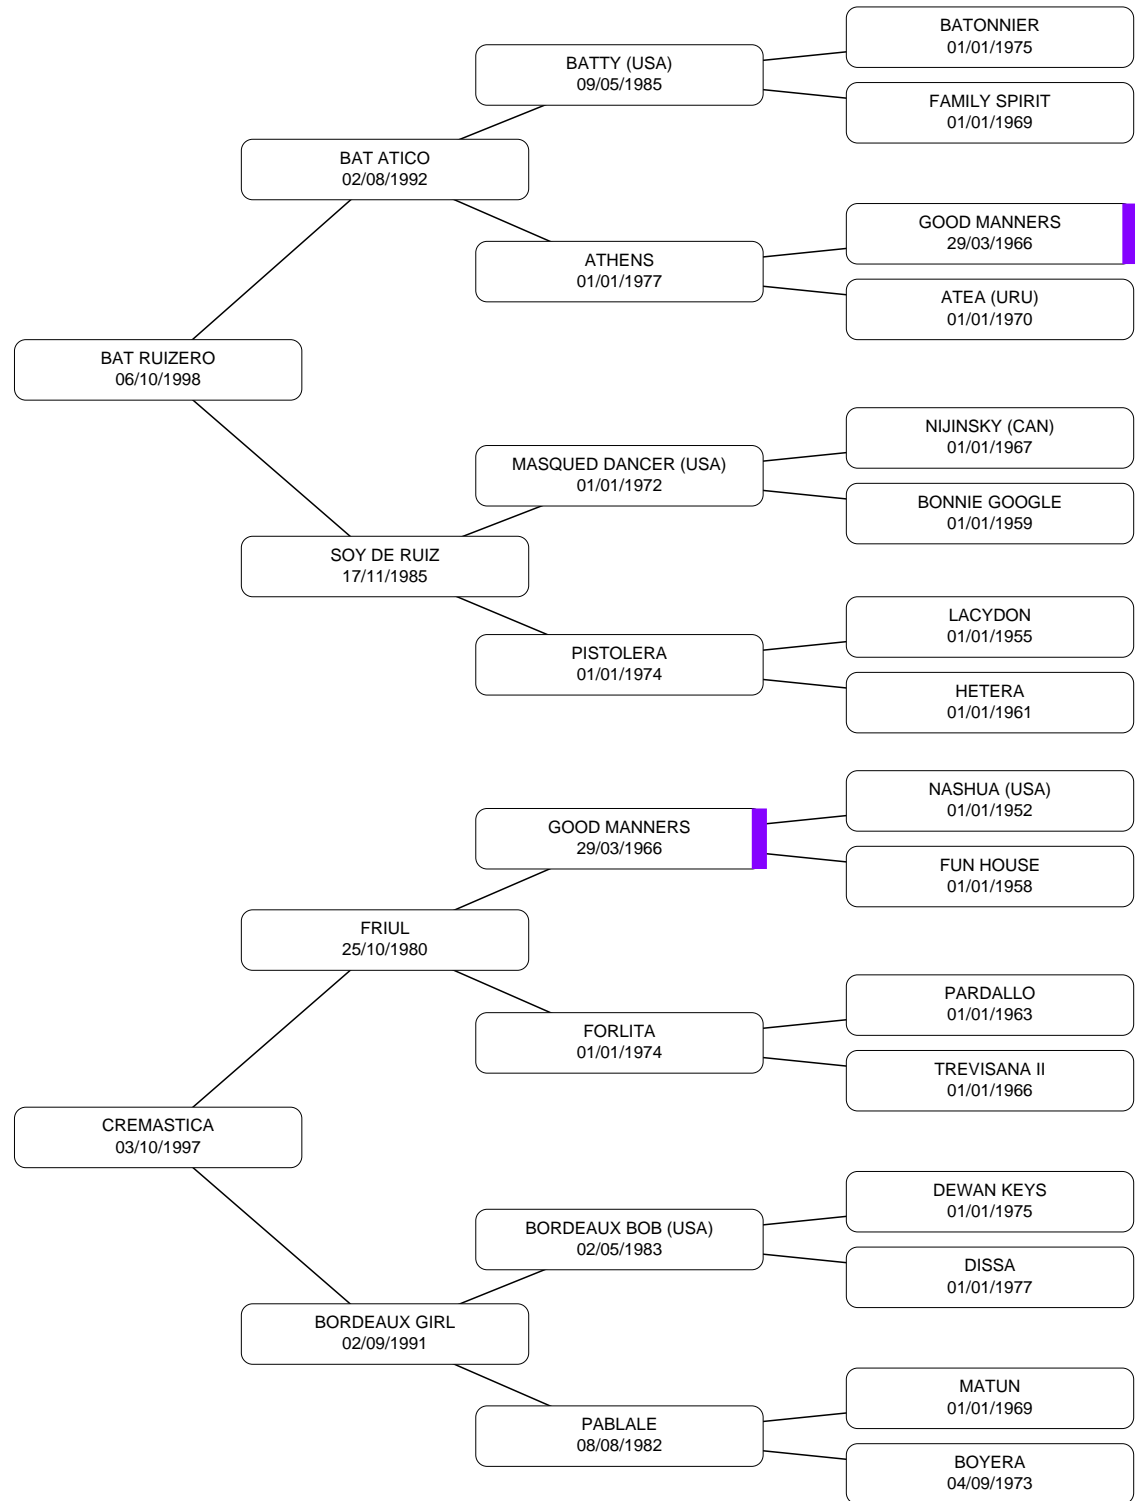 BATONNIER
01/01/1975
BATTY (USA)
09/05/1985
FAMILY SPIRIT
01/01/1969
BAT ATICO
02/08/1992
GOOD MANNERS
29/03/1966
ATHENS
01/01/1977
ATEA (URU)
01/01/1970
BAT RUIZERO
06/10/1998
NIJINSKY (CAN)
01/01/1967
MASQUED DANCER (USA)
01/01/1972
BONNIE GOOGLE
01/01/1959
SOY DE RUIZ
17/11/1985
LACYDON
01/01/1955
PISTOLERA
01/01/1974
HETERA
01/01/1961
NASHUA (USA)
01/01/1952
GOOD MANNERS
29/03/1966
FUN HOUSE
01/01/1958
FRIUL
25/10/1980
PARDALLO
01/01/1963
FORLITA
01/01/1974
TREVISANA II
01/01/1966
CREMASTICA
03/10/1997
DEWAN KEYS
01/01/1975
BORDEAUX BOB (USA)
02/05/1983
DISSA
01/01/1977
BORDEAUX GIRL
02/09/1991
MATUN
01/01/1969
PABLALE
08/08/1982
BOYERA
04/09/1973